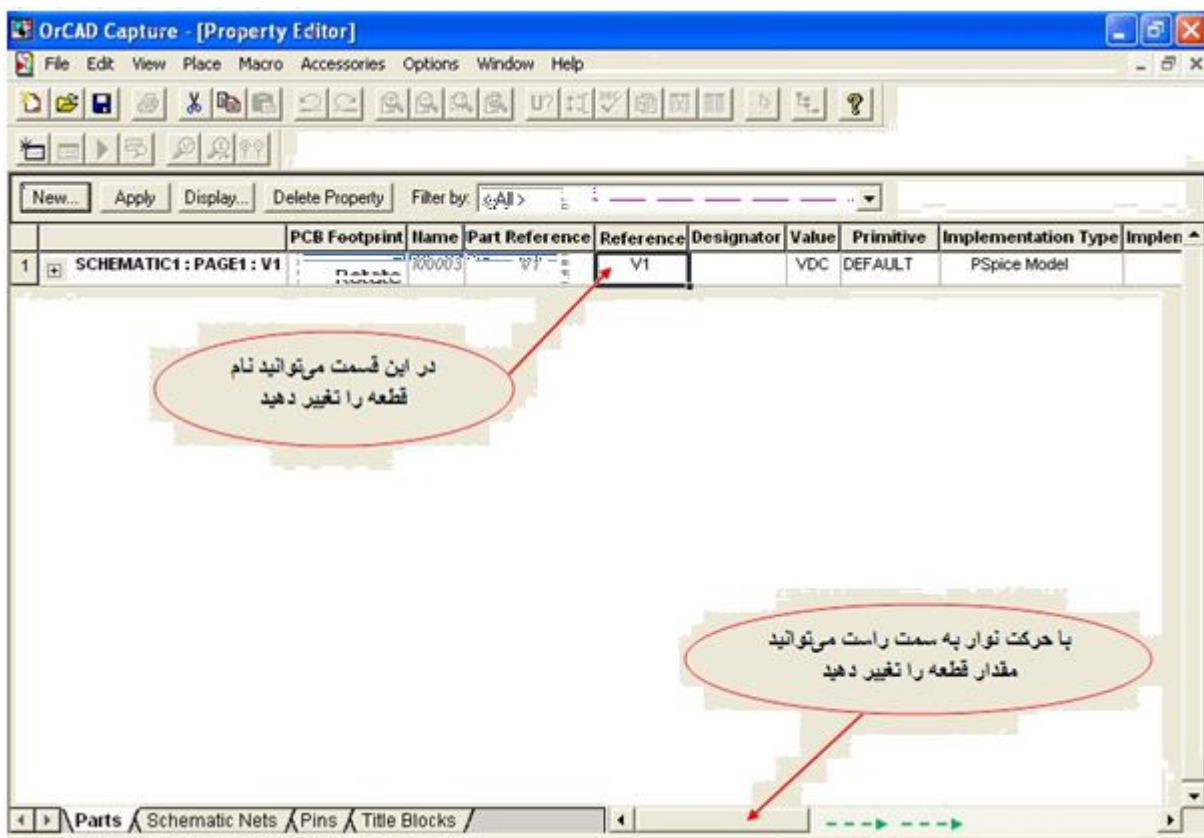 OrCAD Capture - [Property Editor]
File Edit View Place Macro Accessories Options Window Help
U?
New... Apply Display... Delete Property Filter by: < All >
PCB Footprint Name Part Reference Reference Designator Value Primitive Implementation Type Implen
1 SCHEMATIC1 : PAGE1 : V1 I00003 V1 V1 VDC DEFAULT PSpice Model
Rotate
در این قسمت می‌توانید نام
قطعه را تغییر دهید
با حرکت نوار به سمت راست می‌توانید
مقدار قطعه را تغییر دهید
Parts Schematic Nets Pins Title Blocks